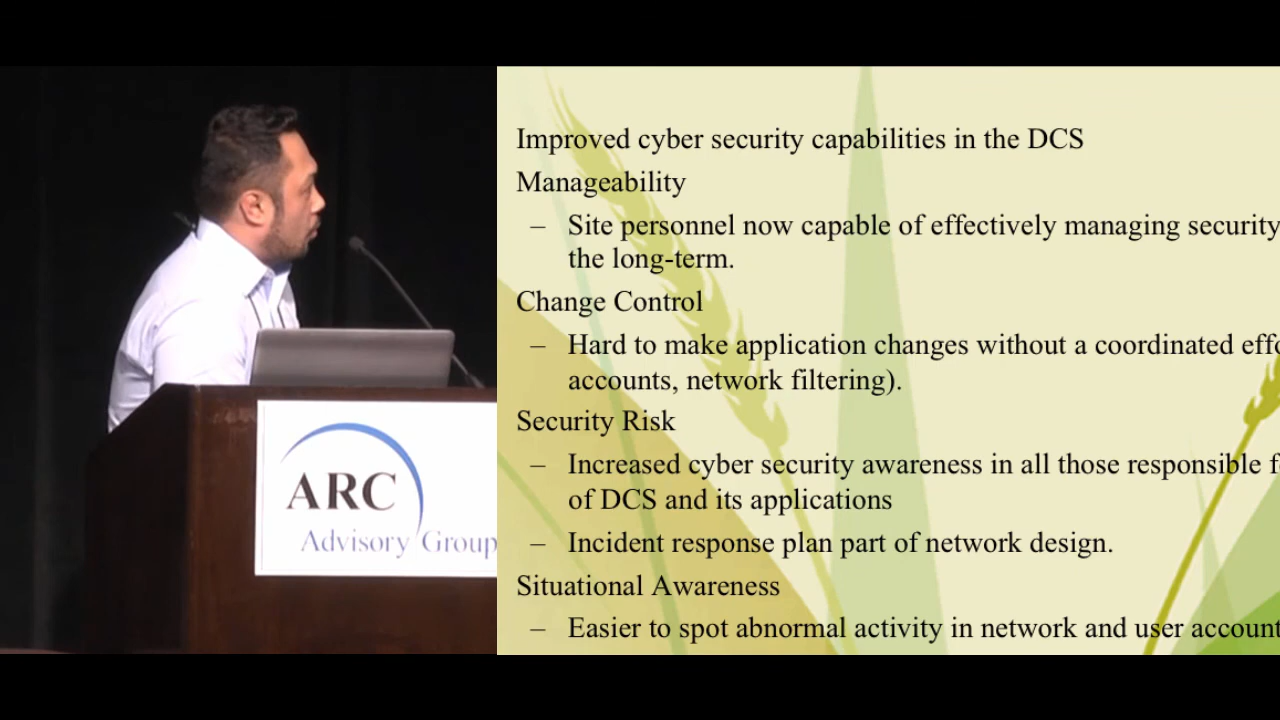 Improved cyber security capabilities in the DCS
Manageability
– Site personnel now capable of effectively managing security
the long-term.
Change Control
– Hard to make application changes without a coordinated
accounts, network filtering).
Security Risk
– Increased cyber security awareness in all those responsible
of DCS and its applications
– Incident response plan part of network design.
Situational Awareness
– Easier to spot abnormal activity in network and user account
ARC
Advisory Group